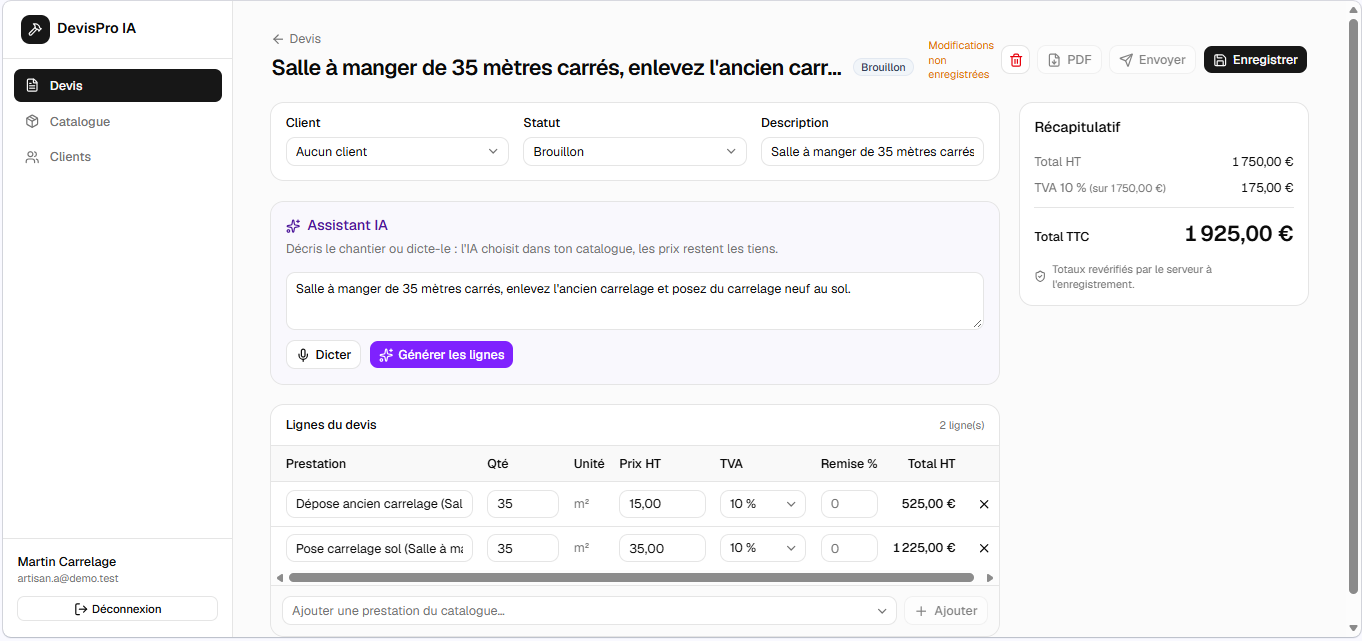 DevisPro IA
Devis
Catalogue
Clients
Martin Carrelage
artisan.a@demo.test
Déconnexion
Devis
Salle à manger de 35 mètres carrés, enlevez l'ancien carr...
Brouillon
Modifications
non
enregistrées
PDF
Envoyer
Enregistrer
Client
Statut
Description
Aucun client
Brouillon
Salle à manger de 35 mètres carrés
Assistant IA
Décris le chantier ou dicte-le : l'IA choisit dans ton catalogue, les prix restent les tiens.
Salle à manger de 35 mètres carrés, enlevez l'ancien carrelage et posez du carrelage neuf au sol.
Dicter
Générer les lignes
Lignes du devis
2 ligne(s)
Prestation Qté Unité Prix HT TVA Remise % Total HT
Dépose ancien carrelage (Sal 35 m² 15,00 10 % 0 525,00 €
Pose carrelage sol (Salle à ma 35 m² 35,00 10 % 0 1 225,00 €
Ajouter une prestation du catalogue…
Ajouter
Récapitulatif
Total HT 1 750,00 €
TVA 10 % (sur 1 750,00 €) 175,00 €
Total TTC 1 925,00 €
Totaux revérifiés par le serveur à
l'enregistrement.